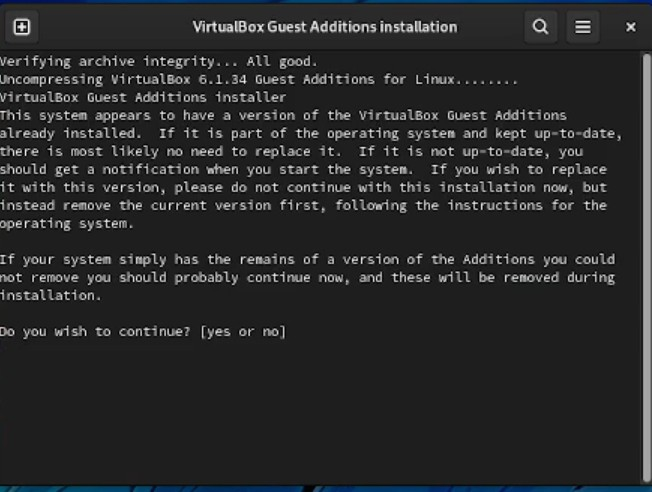 VirtualBox Guest Additions installation
Verifying archive integrity... All good.
Uncompressing VirtualBox 6.1.34 Guest Additions for Linux........
VirtualBox Guest Additions installer
This system appears to have a version of the VirtualBox Guest Additions
already installed.  If it is part of the operating system and kept up-to-date,
there is most likely no need to replace it.  If it is not up-to-date, you
should get a notification when you start the system.  If you wish to replace
it with this version, please do not continue with this installation now, but
instead remove the current version first, following the instructions for the
operating system.
If your system simply has the remains of a version of the Additions you could
not remove you should probably continue now, and these will be removed during
installation.
Do you wish to continue? [yes or no]